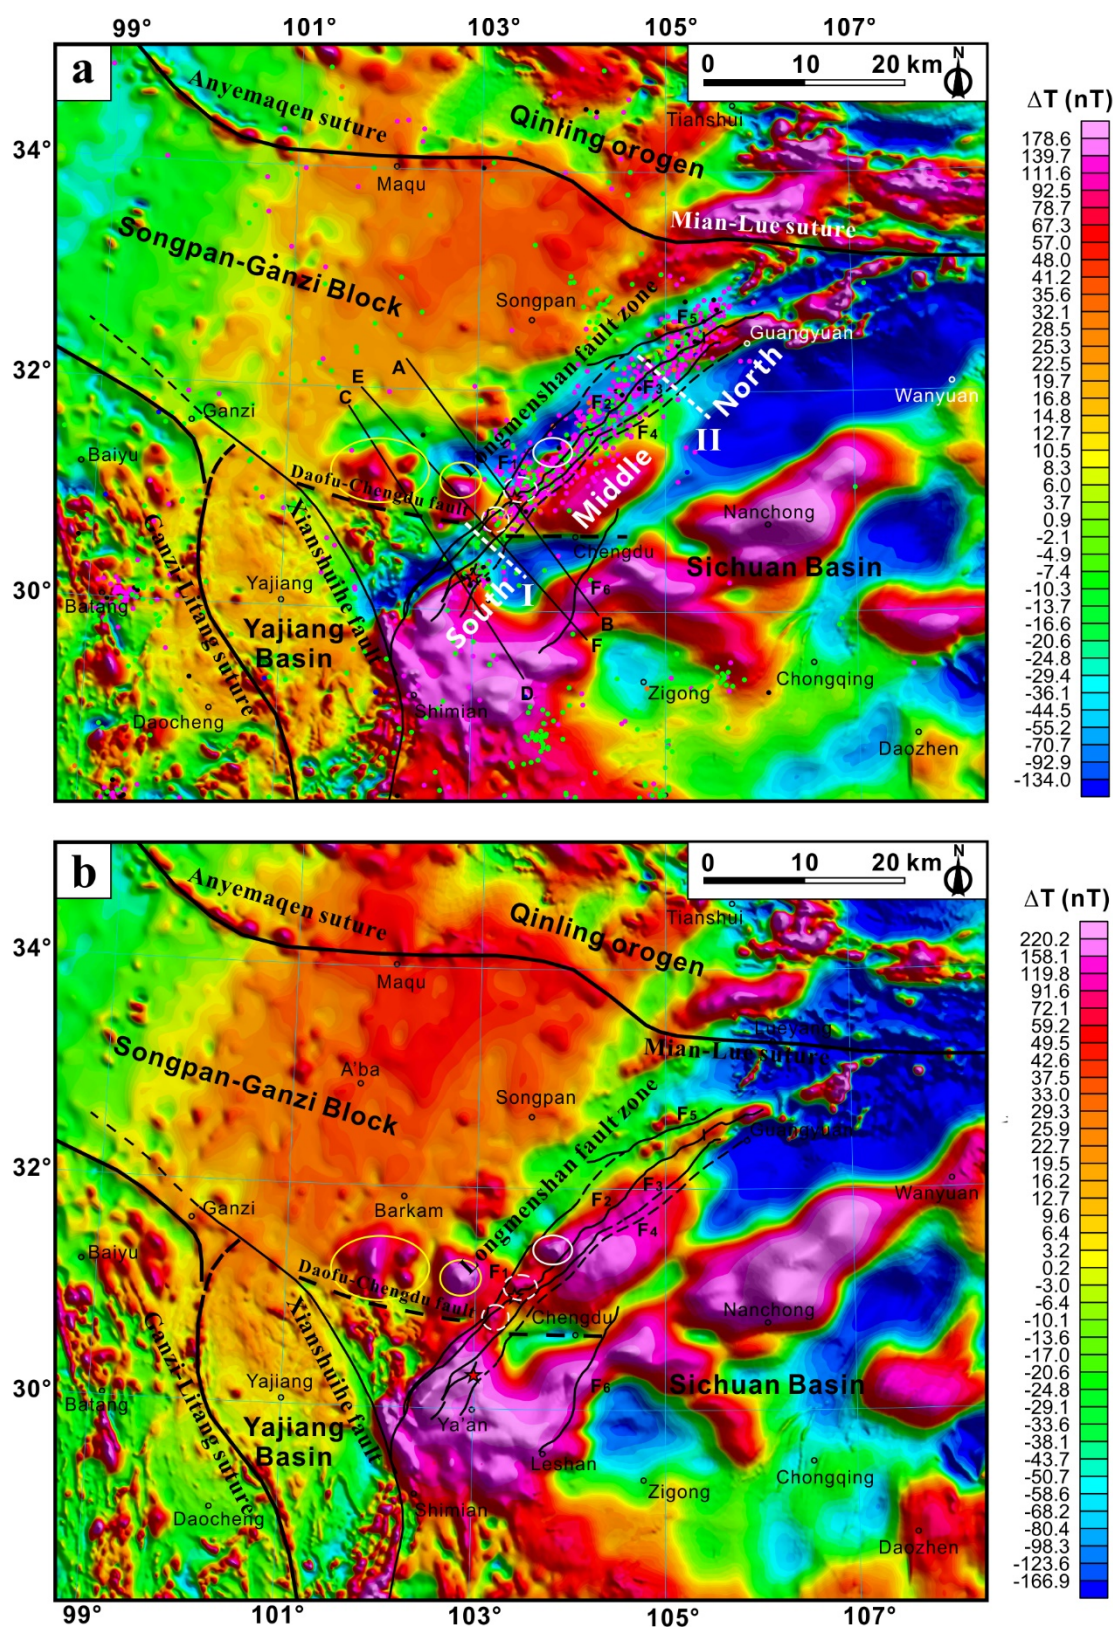 99°
101°
103°
105°
107°
a
0 10 20 km
N
ΔT (nT)
Anyemaqen suture
Qinling orogen
Tianshui
34°
Maqu
Mian-Lue suture
Songpan-Ganzi Block
Songpan
Longmenshan fault zone
F5
Guangyuan
32°
A
E
C
F2
F3
North
Wanyuan
Ganzi
F4
II
Baiyu
F1
Middle
Daofu-Chengdu fault
Nanchong
Chengdu
Sichuan Basin
Ganzi-Litang suture
Xianshuihe fault
30°
Yajiang
I
F6
Batang
South
B
Yajiang
Basin
F
D
Zigong
Chongqing
Shimian
Daocheng
Daozhen
178.6
139.7
111.6
92.5
78.7
67.3
57.0
48.0
41.2
35.6
32.1
28.5
25.3
22.5
19.7
16.8
14.8
12.7
10.5
8.3
6.0
3.7
0.9
-2.1
-4.9
-7.4
-10.3
-13.7
-16.6
-20.6
-24.8
-29.4
-36.1
-44.5
-55.2
-70.7
-92.9
-134.0
b
0 10 20 km
N
ΔT (nT)
Anyemaqen suture
Qinling orogen
Tianshui
34°
Maqu
Lueyang
Mian-Lue suture
Songpan-Ganzi Block
A'ba
Songpan
Longmenshan fault zone
F5
Guangyuan
32°
F2
F3
Wanyuan
Ganzi
Barkam
F4
Baiyu
F1
Daofu-Chengdu fault
Chengdu
Nanchong
Ganzi-Litang suture
Xianshuihe fault
30°
Yajiang
F6
Sichuan Basin
Batang
Ya'an
Yajiang
Basin
Leshan
Zigong
Chongqing
Shimian
Daocheng
Daozhen
220.2
158.1
119.8
91.6
72.1
59.2
49.5
42.6
37.5
33.0
29.3
25.9
22.7
19.5
16.2
12.7
9.6
6.4
3.2
0.2
-3.0
-6.4
-10.1
-13.6
-17.0
-20.6
-24.8
-29.1
-33.6
-38.1
-43.7
-50.7
-56.8
-68.2
-80.4
-98.3
-123.6
-166.9
99°
101°
103°
105°
107°